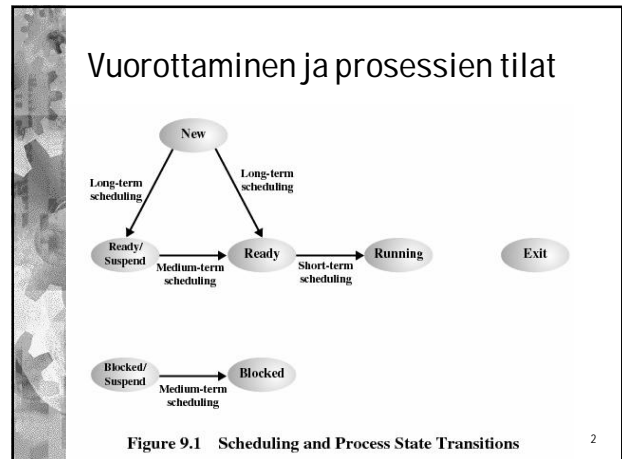 Vuorottaminen ja prosessien tilat
New
Long-term
scheduling
Long-term
scheduling
Ready/
Suspend
Medium-term
scheduling
Ready
Short-term
scheduling
Running
Exit
Blocked/
Suspend
Medium-term
scheduling
Blocked
Figure 9.1 Scheduling and Process State Transitions
2